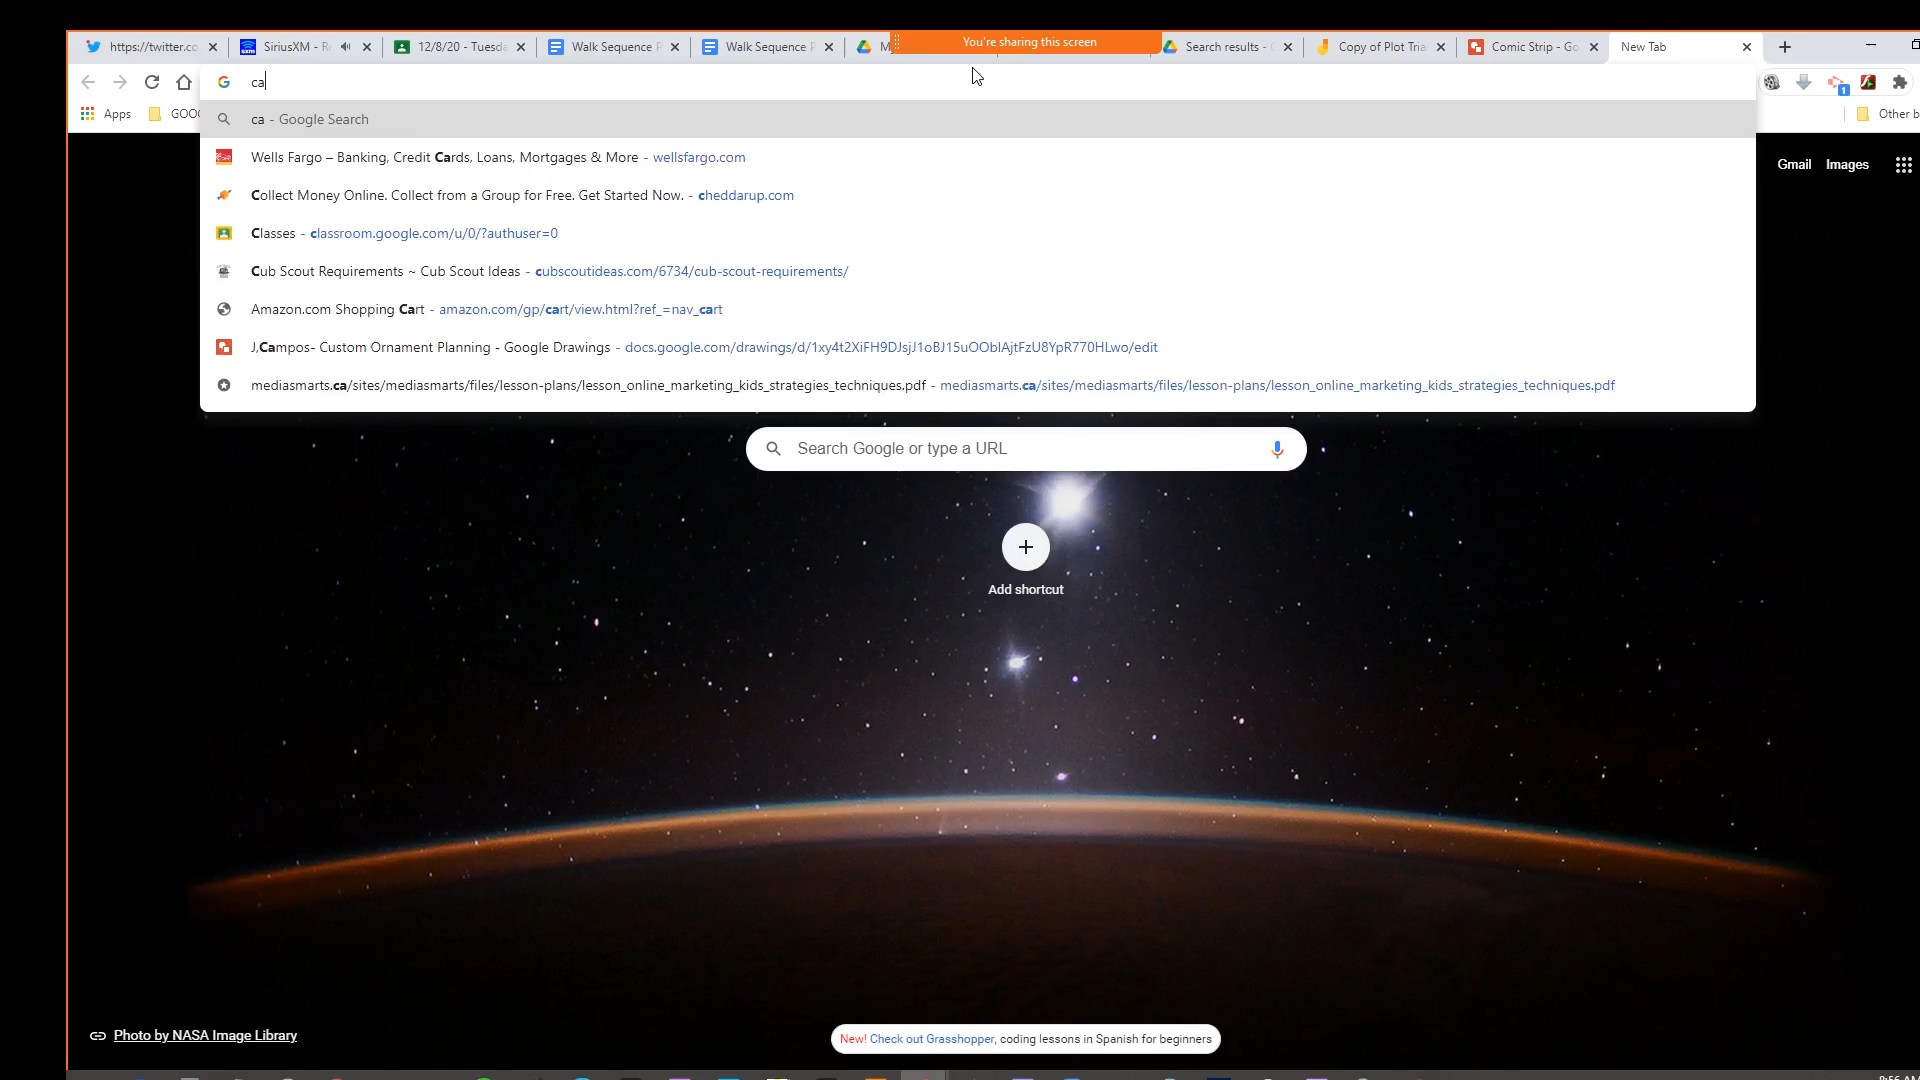 https://twitter.co
SiriusXM - R
12/8/20 - Tuesda
Walk Sequence P
Walk Sequence P
M
You're sharing this screen
Search results -
Copy of Plot Tria
Comic Strip - Go
New Tab
ca
Apps
GOO
1
Other b
ca - Google Search
Wells Fargo – Banking, Credit Cards, Loans, Mortgages & More - wellsfargo.com
Collect Money Online. Collect from a Group for Free. Get Started Now. - cheddarup.com
Classes - classroom.google.com/u/0/?authuser=0
Cub Scout Requirements ~ Cub Scout Ideas - cubscoutideas.com/6734/cub-scout-requirements/
Amazon.com Shopping Cart - amazon.com/gp/cart/view.html?ref_=nav_cart
J,Campos- Custom Ornament Planning - Google Drawings - docs.google.com/drawings/d/1xy4t2XiFH9DJsjJ1oBJ15uOOblAjtFzU8YpR770HLwo/edit
mediasmarts.ca/sites/mediasmarts/files/lesson-plans/lesson_online_marketing_kids_strategies_techniques.pdf - mediasmarts.ca/sites/mediasmarts/files/lesson-plans/lesson_online_marketing_kids_strategies_techniques.pdf
Gmail Images
Search Google or type a URL
Add shortcut
Photo by NASA Image Library
New! Check out Grasshopper, coding lessons in Spanish for beginners